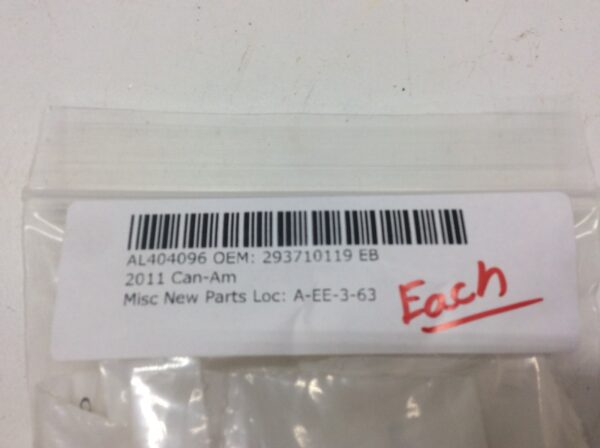 AL404096 OEM: 293710119 EB
2011 Can-Am
Misc New Parts Loc: A-EE-3-63
Each